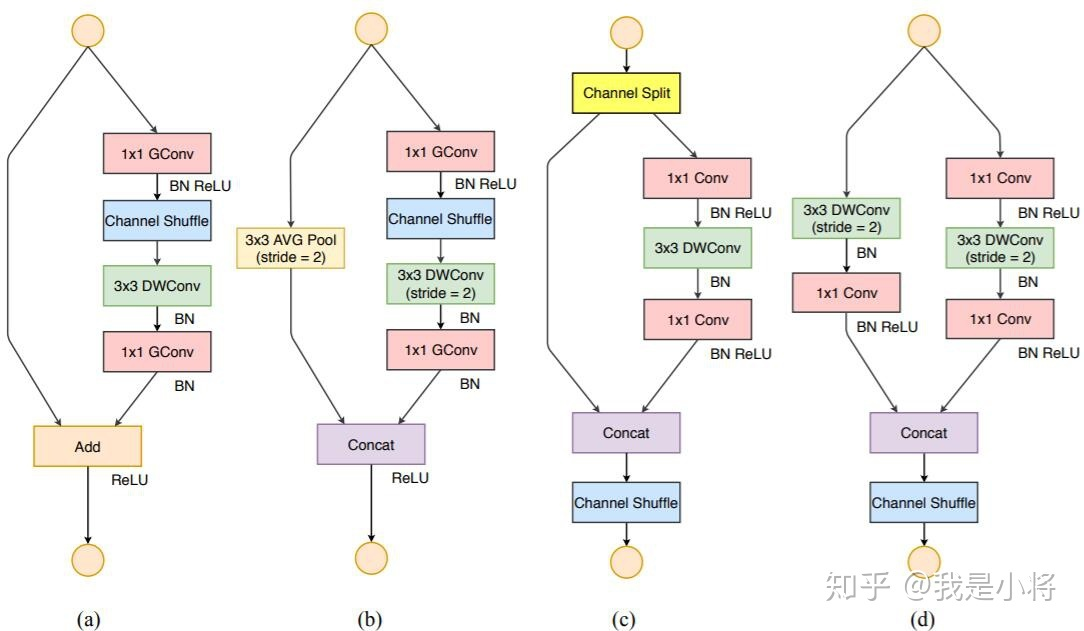 1x1 GConv
BN ReLU
Channel Shuffle
3x3 DWConv
BN
1x1 GConv
BN
Add
ReLU
(a)
1x1 GConv
BN ReLU
Channel Shuffle
3x3 AVG Pool
(stride = 2)
3x3 DWConv
(stride = 2)
BN
1x1 GConv
BN
Concat
ReLU
(b)
Channel Split
1x1 Conv
BN ReLU
3x3 DWConv
BN
1x1 Conv
BN ReLU
Concat
Channel Shuffle
(c)
3x3 DWConv
(stride = 2)
BN
1x1 Conv
BN ReLU
1x1 Conv
BN ReLU
3x3 DWConv
(stride = 2)
BN
1x1 Conv
BN ReLU
Concat
Channel Shuffle
(d)
知乎 @我是小将